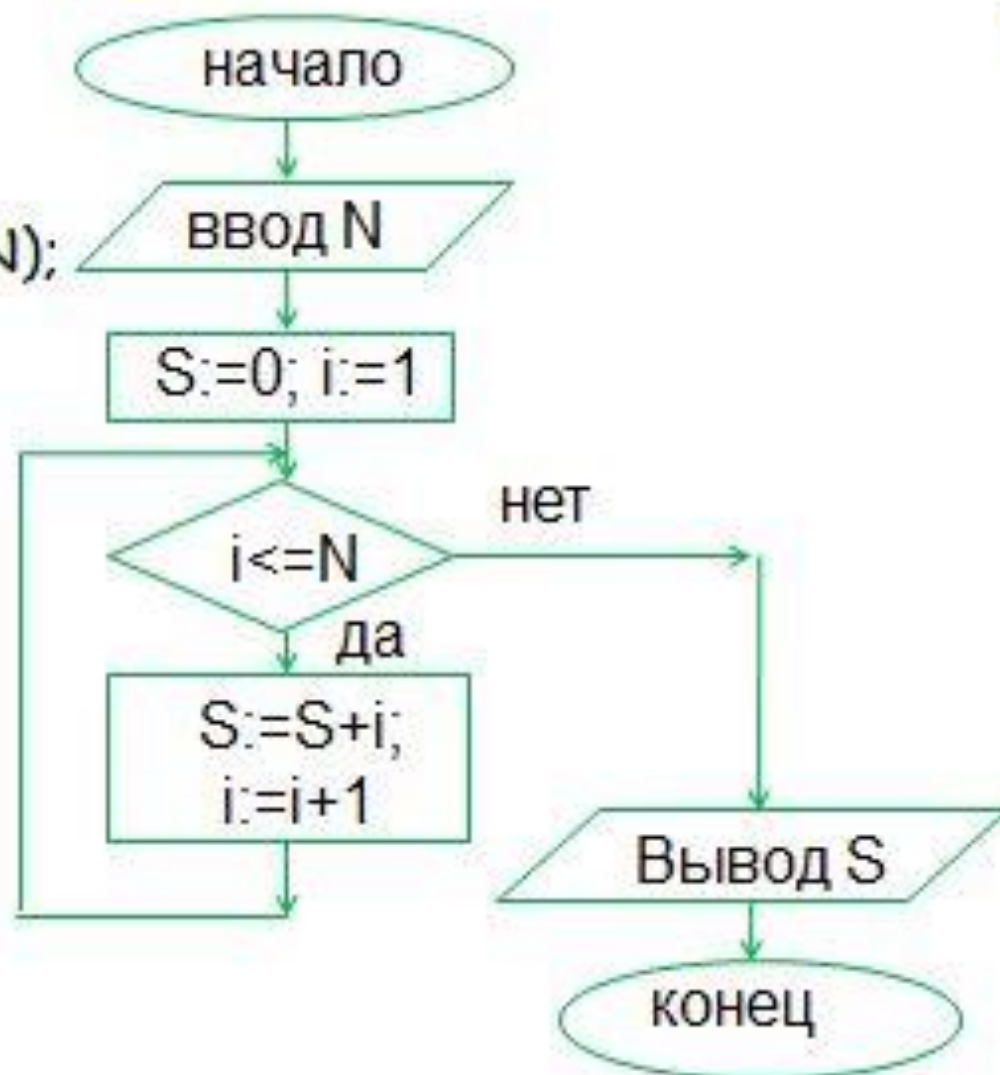 начало
ввод N
N);
S:=0; i:=1
i<=N
нет
да
S:=S+i;
i:=i+1
Вывод S
конец